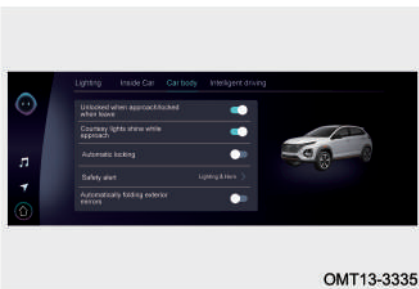 Lighting Inside Car Car body Intelligent driving
Unlocked when approach/locked
when leave
Courtesy lights shine while
approach
Automatic locking
Safety alert Lighting & Horn >
Automatically folding exterior
mirrors
OMT13-3335